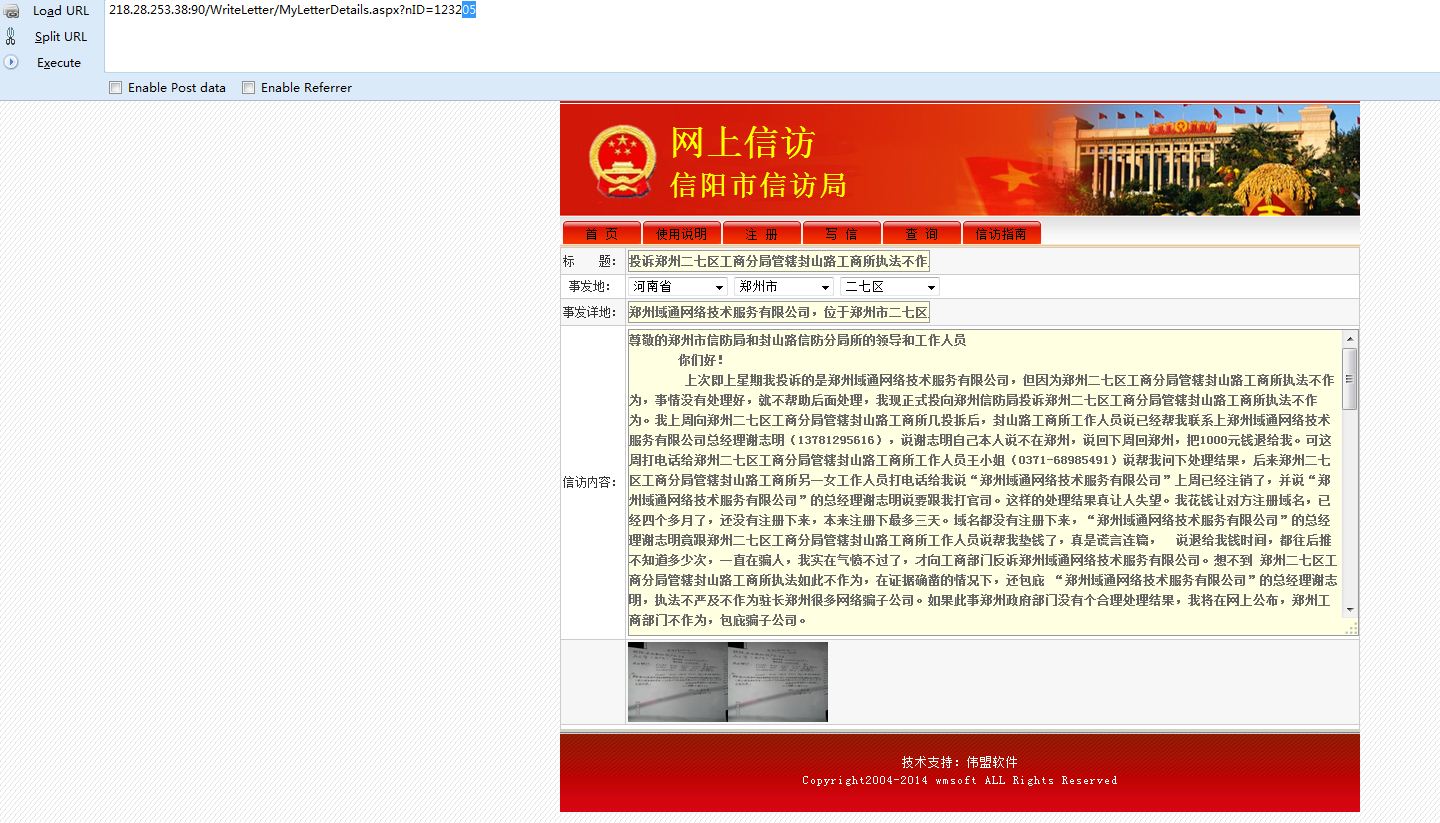 Load URL
218.28.253.38:90/WriteLetter/MyLetterDetails.aspx?nID=123205
Split URL
Execute
Enable Post data
Enable Referrer
网上信访
信阳市信访局
首 页
使用说明
注 册
写 信
查 询
信访指南
标 题：
投诉郑州二七区工商分局管辖封山路工商所执法不作
事发地：
河南省
郑州市
二七区
事发详地：
郑州域通网络技术服务有限公司，位于郑州市二七区
信访内容：
尊敬的郑州市信防局和封山路信防分局所的领导和工作人员
你们好！
上次即上星期我投诉的是郑州域通网络技术服务有限公司，但因为郑州二七区工商分局管辖封山路工商所执法不作
为，事情没有处理好，就不帮助后面处理，我现正式投向郑州信防局投诉郑州二七区工商分局管辖封山路工商所执法不作
为。我上周向郑州二七区工商分局管辖封山路工商所几投拆后，封山路工商所工作人员说已经帮我联系上郑州域通网络技术
服务有限公司总经理谢志明（13781295616），说谢志明自己本人说不在郑州，说回下周回郑州，把1000元钱退给我。可这
周打电话给郑州二七区工商分局管辖封山路工商所工作人员王小姐（0371-68985491）说帮我问下处理结果，后来郑州二七
区工商分局管辖封山路工商所另一女工作人员打电话给我说“郑州域通网络技术服务有限公司”上周已经注销了，并说“郑
州域通网络技术服务有限公司”的总经理谢志明说要跟我打官司。这样的处理结果真让人失望。我花钱让对方注册域名，已
经四个多月了，还没有注册下来，本来注册下最多三天。域名都没有注册下来，“郑州域通网络技术服务有限公司”的总经
理谢志明竟跟郑州二七区工商分局管辖封山路工商所工作人员说帮我垫钱了，真是谎言连篇， 说退给我钱时间，都往后推
不知道多少次，一直在骗人，我实在气愤不过了，才向工商部门反诉郑州域通网络技术服务有限公司。想不到 郑州二七区工
商分局管辖封山路工商所执法如此不作为，在证据确凿的情况下，还包庇 “郑州域通网络技术服务有限公司”的总经理谢志
明，执法不严及不作为驻长郑州很多网络骗子公司。如果此事郑州政府部门没有个合理处理结果，我将在网上公布，郑州工
商部门不作为，包庇骗子公司。
技术支持：伟盟软件
Copyright2004-2014 wmsoft ALL Rights Reserved